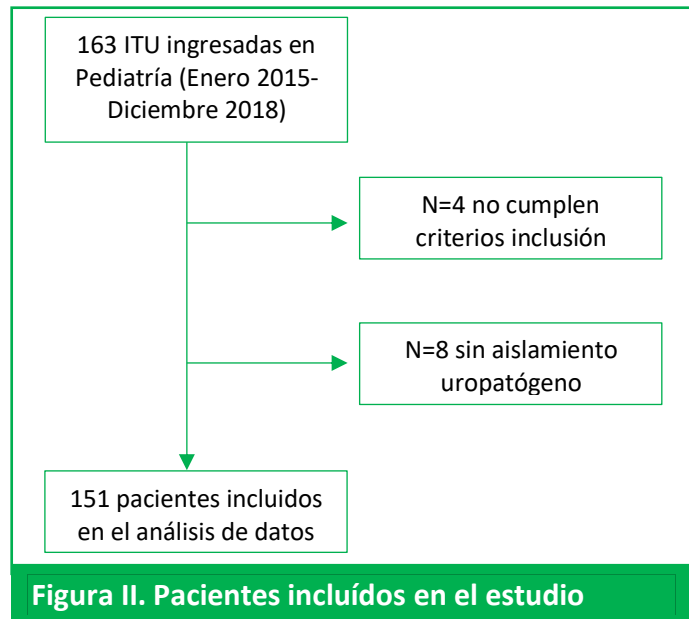 163 ITU ingresadas en
Pediatría (Enero 2015-
Diciembre 2018)
N=4 no cumplen
criterios inclusión
N=8 sin aislamiento
uropatógeno
151 pacientes incluidos
en el análisis de datos
Figura II. Pacientes incluídos en el estudio